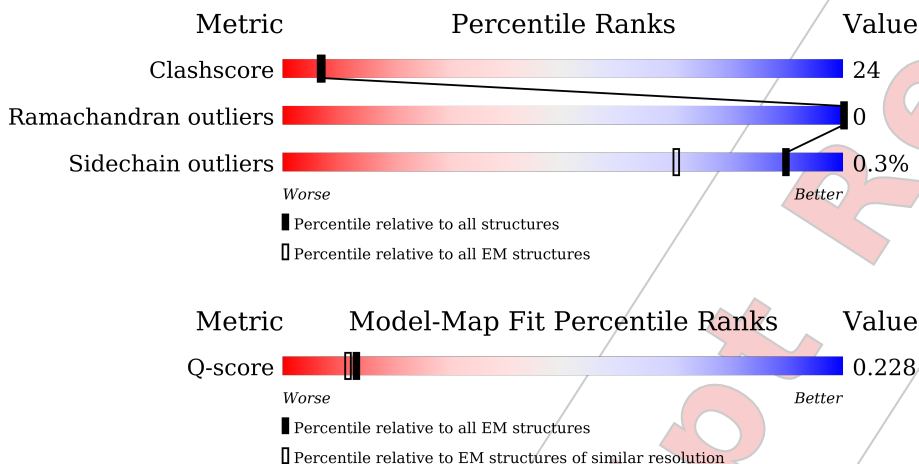 Metric Percentile Ranks Value
Clashscore 24
Ramachandran outliers 0
Sidechain outliers 0.3%
Worse Better
Percentile relative to all structures
Percentile relative to all EM structures
Metric Model-Map Fit Percentile Ranks Value
Q-score 0.228
Worse Better
Percentile relative to all EM structures
Percentile relative to EM structures of similar resolution